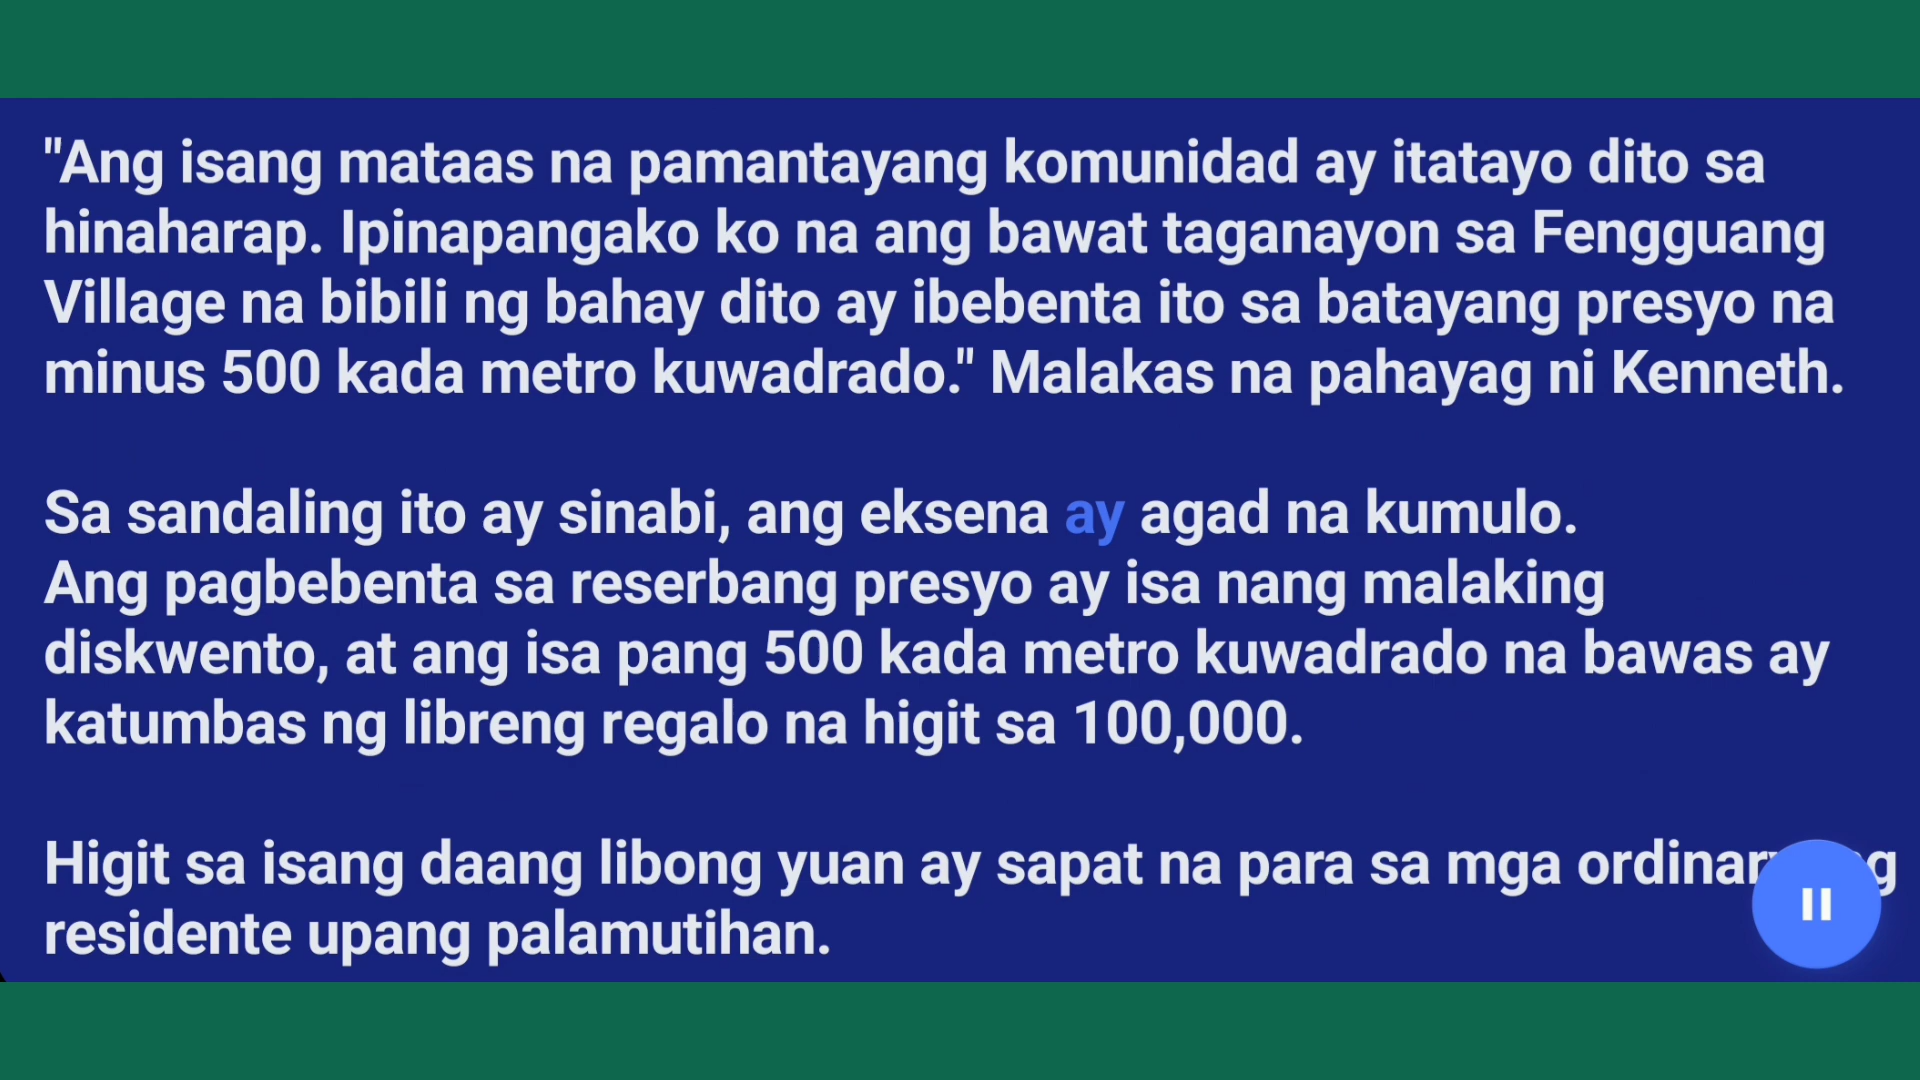 "Ang isang mataas na pamantayang komunidad ay itatayo dito sa
hinaharap. Ipinapangako ko na ang bawat taganayon sa Fengguang
Village na bibili ng bahay dito ay ibebenta ito sa batayang presyo na
minus 500 kada metro kuwadrado." Malakas na pahayag ni Kenneth.
Sa sandaling ito ay sinabi, ang eksena ay agad na kumulo.
Ang pagbebenta sa reserbang presyo ay isa nang malaking
diskwento, at ang isa pang 500 kada metro kuwadrado na bawas ay
katumbas ng libreng regalo na higit sa 100,000.
Higit sa isang daang libong yuan ay sapat na para sa mga
residente upang palamutihan.